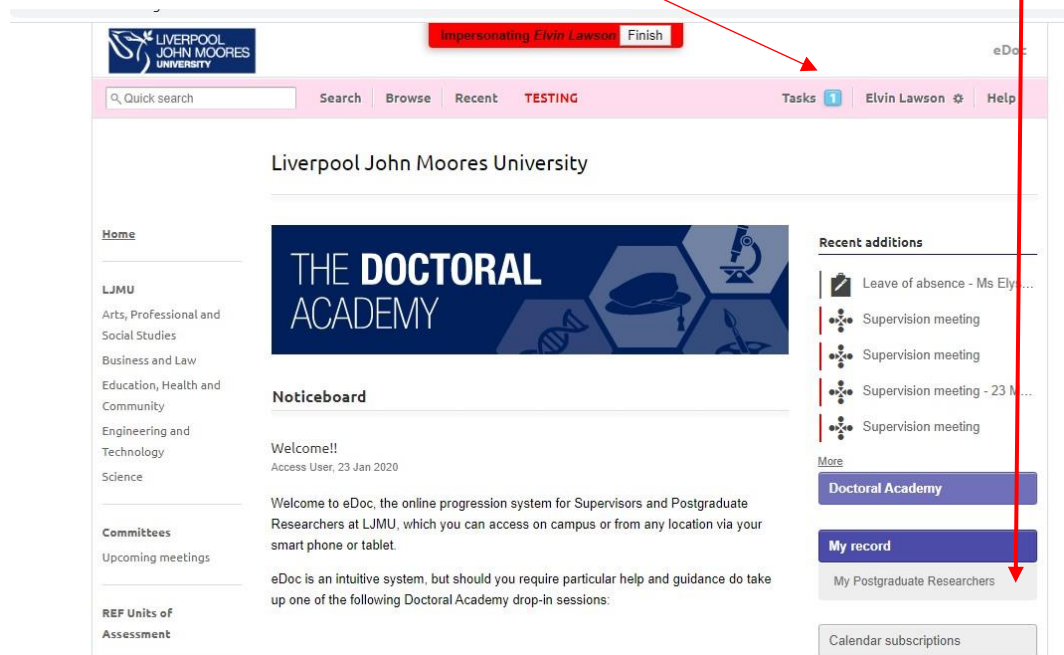 LIVERPOOL
JOHN MOORES
UNIVERSITY
Impersonating Elvin Lawson Finish
eDoc
Quick search Search Browse Recent TESTING Tasks 1 Elvin Lawson Help
Liverpool John Moores University
Home
LJMU
Arts, Professional and
Social Studies
Business and Law
Education, Health and
Community
Engineering and
Technology
Science
Committees
Upcoming meetings
REF Units of
Assessment
THE DOCTORAL
ACADEMY
Noticeboard
Welcome!!
Access User, 23 Jan 2020
Welcome to eDoc, the online progression system for Supervisors and Postgraduate
Researchers at LJMU, which you can access on campus or from any location via your
smart phone or tablet.
eDoc is an intuitive system, but should you require particular help and guidance do take
up one of the following Doctoral Academy drop-in sessions:
Recent additions
Leave of absence - Ms Elys...
Supervision meeting
Supervision meeting
Supervision meeting - 23 M...
Supervision meeting
More
Doctoral Academy
My record
My Postgraduate Researchers
Calendar subscriptions